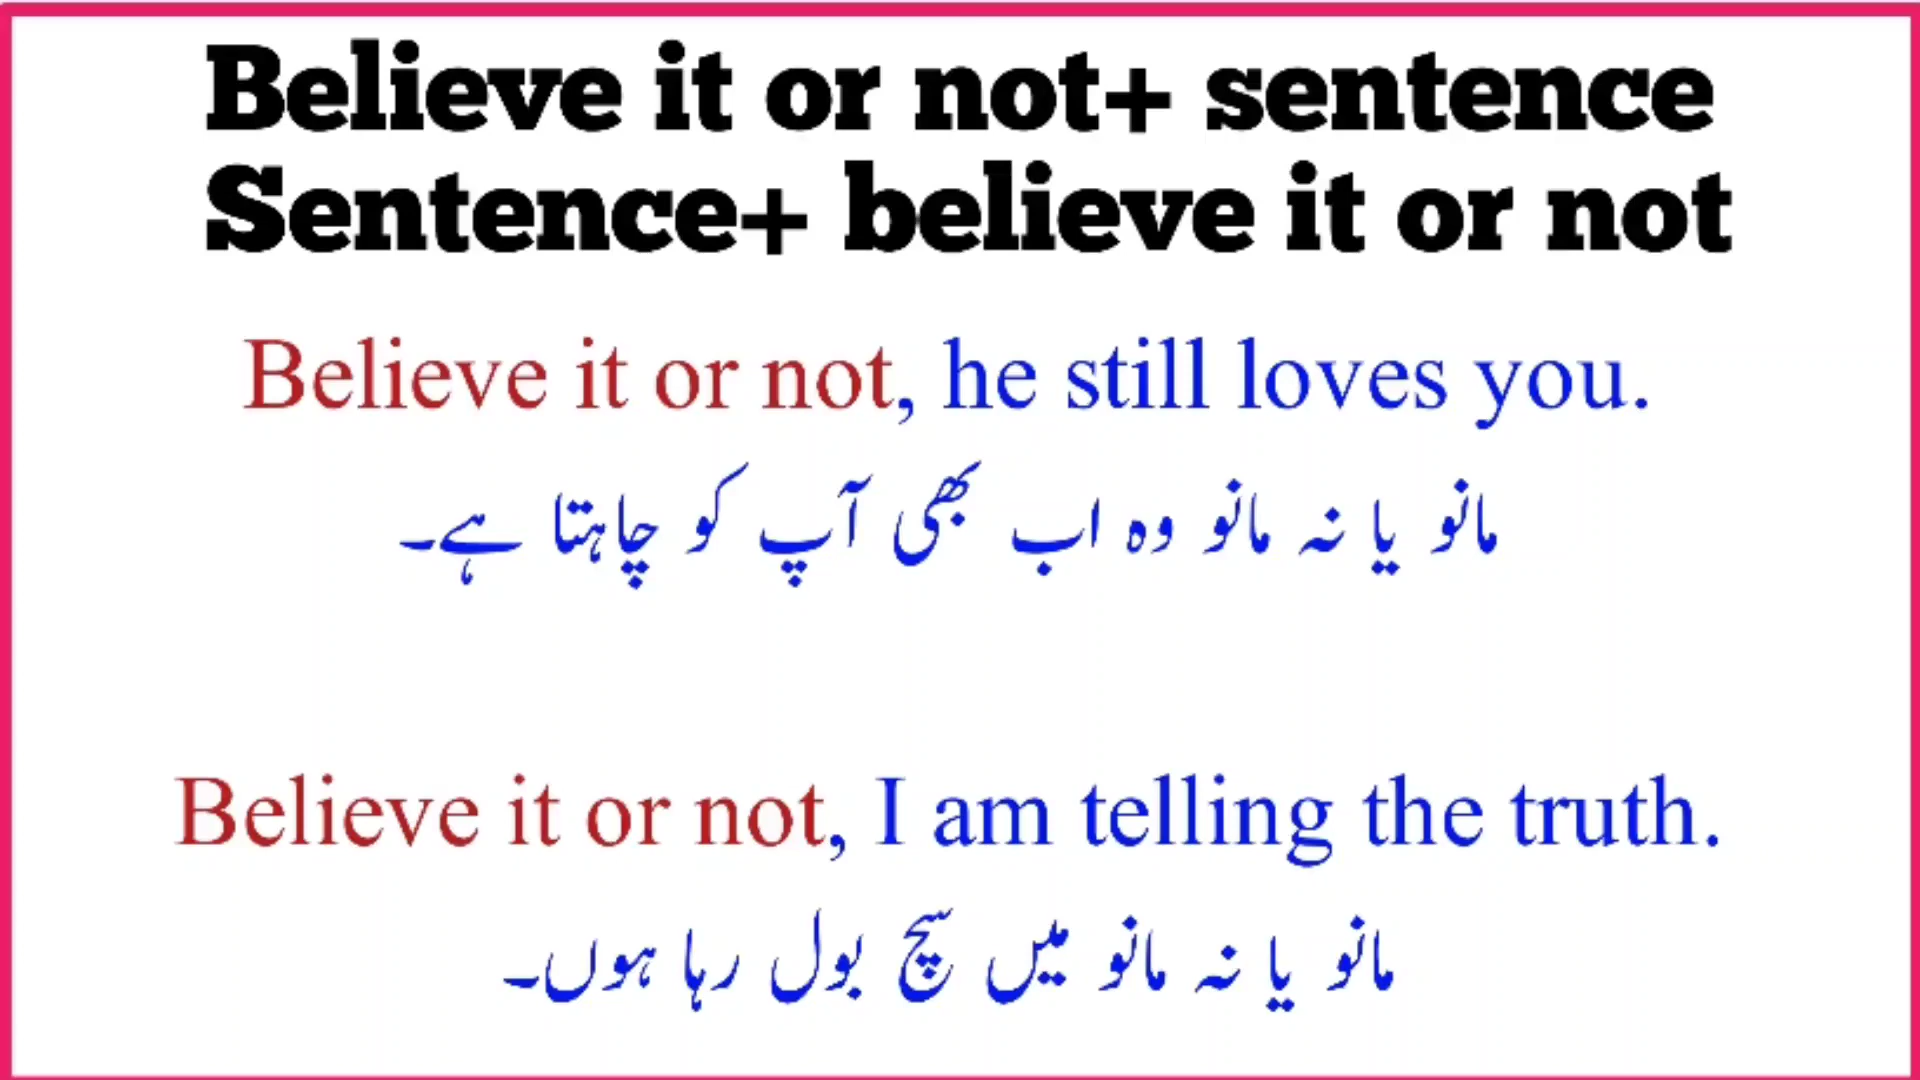 Believe it or not+ sentence
Sentence+ believe it or not
Believe it or not, he still loves you.
مانو یا نہ مانو وہ اب بھی آپ کو چاہتا ہے۔
Believe it or not, I am telling the truth.
مانو یا نہ مانو میں سچ بول رہا ہوں۔